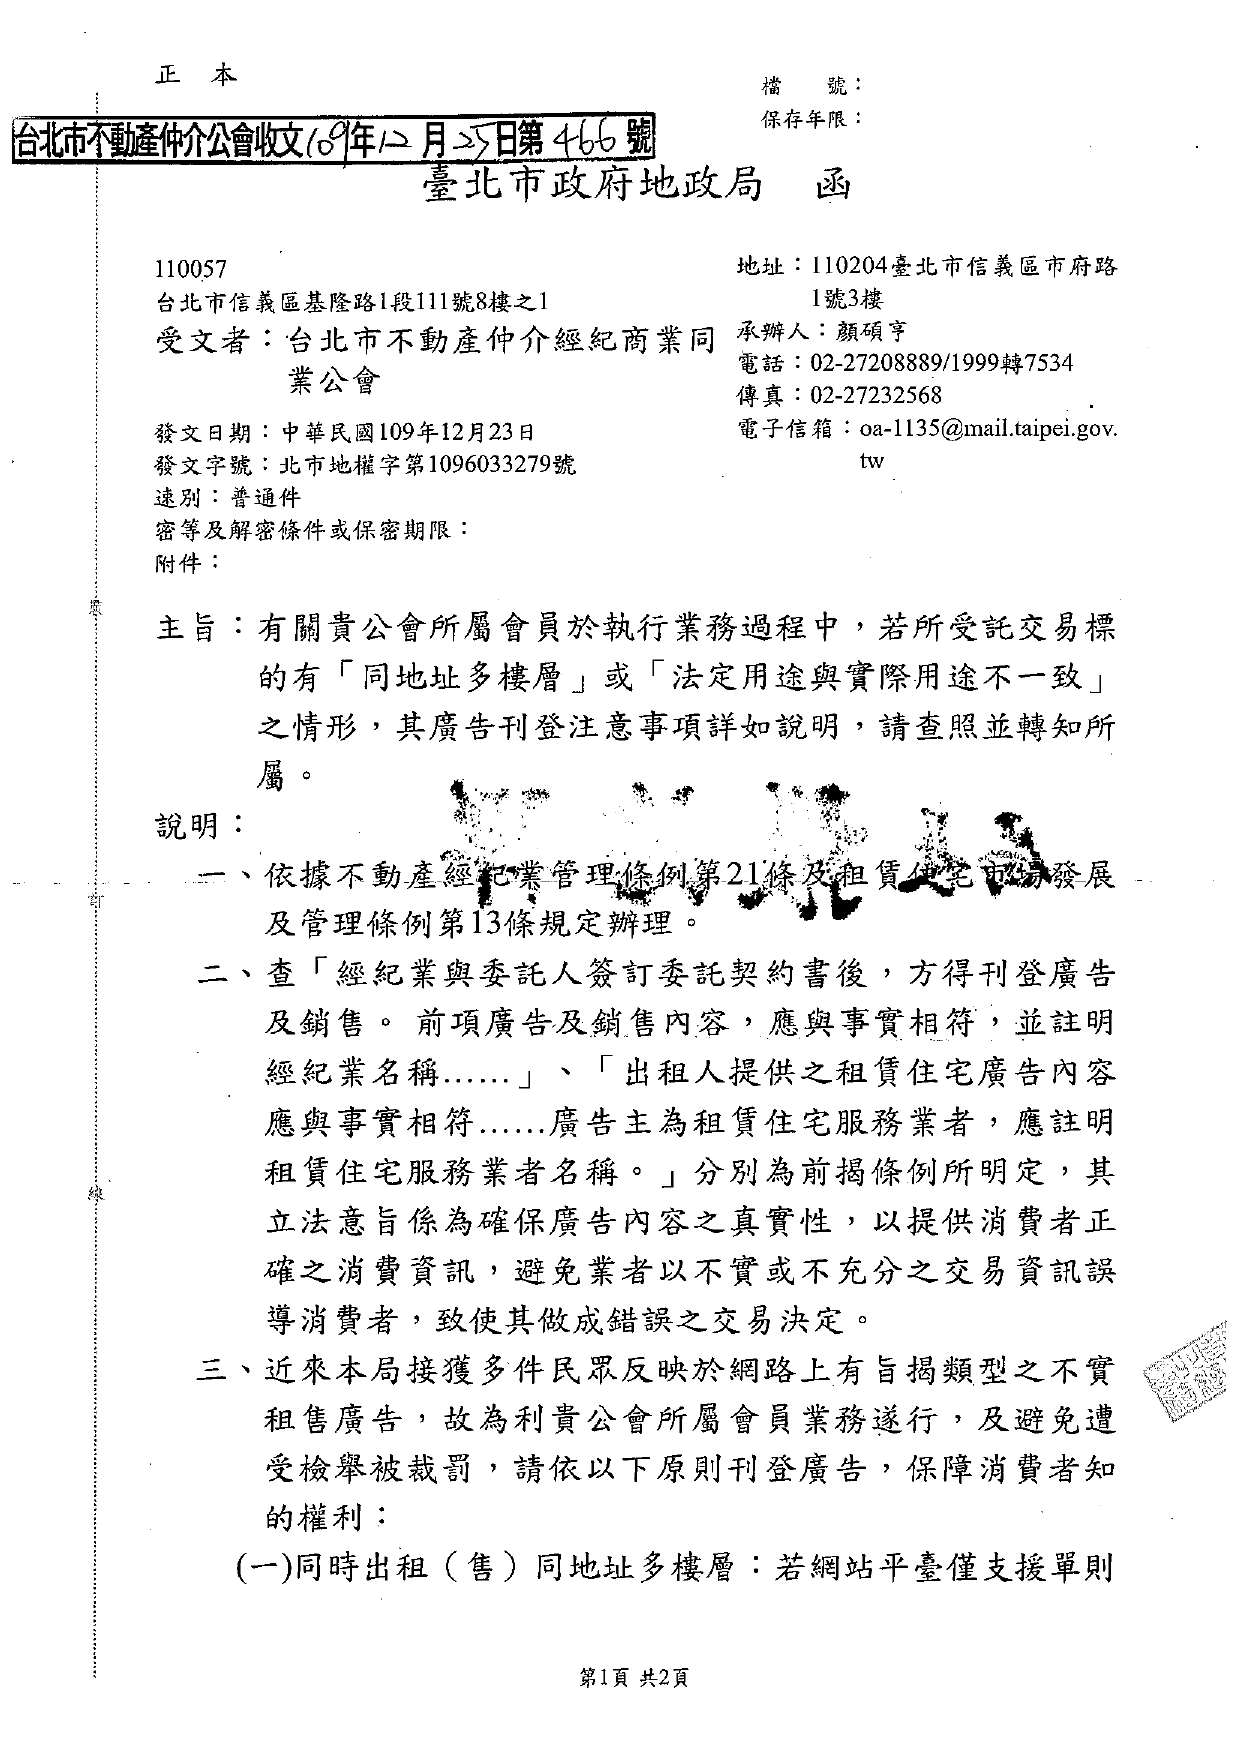 正 本
檔 號：
保存年限：
台北市不動產仲介公會收文109年12月25日第466號
臺北市政府地政局 函
110057
台北市信義區基隆路1段111號8樓之1
受文者：台北市不動產仲介經紀商業同
業公會
地址：110204臺北市信義區市府路
1號3樓
承辦人：顏碩亨
電話：02-27208889/1999轉7534
傳真：02-27232568
電子信箱：oa-1135@mail.taipei.gov.
tw
發文日期：中華民國109年12月23日
發文字號：北市地權字第1096033279號
速別：普通件
密等及解密條件或保密期限：
附件：
主旨：有關貴公會所屬會員於執行業務過程中，若所受託交易標
的有「同地址多樓層」或「法定用途與實際用途不一致」
之情形，其廣告刊登注意事項詳如說明，請查照並轉知所
屬。
說明：
一、依據不動產經紀業管理條例第21條及租賃住宅市場發展
及管理條例第13條規定辦理。
二、查「經紀業與委託人簽訂委託契約書後，方得刊登廣告
及銷售。 前項廣告及銷售內容，應與事實相符，並註明
經紀業名稱……」、「出租人提供之租賃住宅廣告內容
應與事實相符……廣告主為租賃住宅服務業者，應註明
租賃住宅服務業者名稱。」分別為前揭條例所明定，其
立法意旨係為確保廣告內容之真實性，以提供消費者正
確之消費資訊，避免業者以不實或不充分之交易資訊誤
導消費者，致使其做成錯誤之交易決定。
三、近來本局接獲多件民眾反映於網路上有旨揭類型之不實
租售廣告，故為利貴公會所屬會員業務遂行，及避免遭
受檢舉被裁罰，請依以下原則刊登廣告，保障消費者知
的權利：
(一)同時出租（售）同地址多樓層：若網站平臺僅支援單則
訂
線
第1頁 共2頁